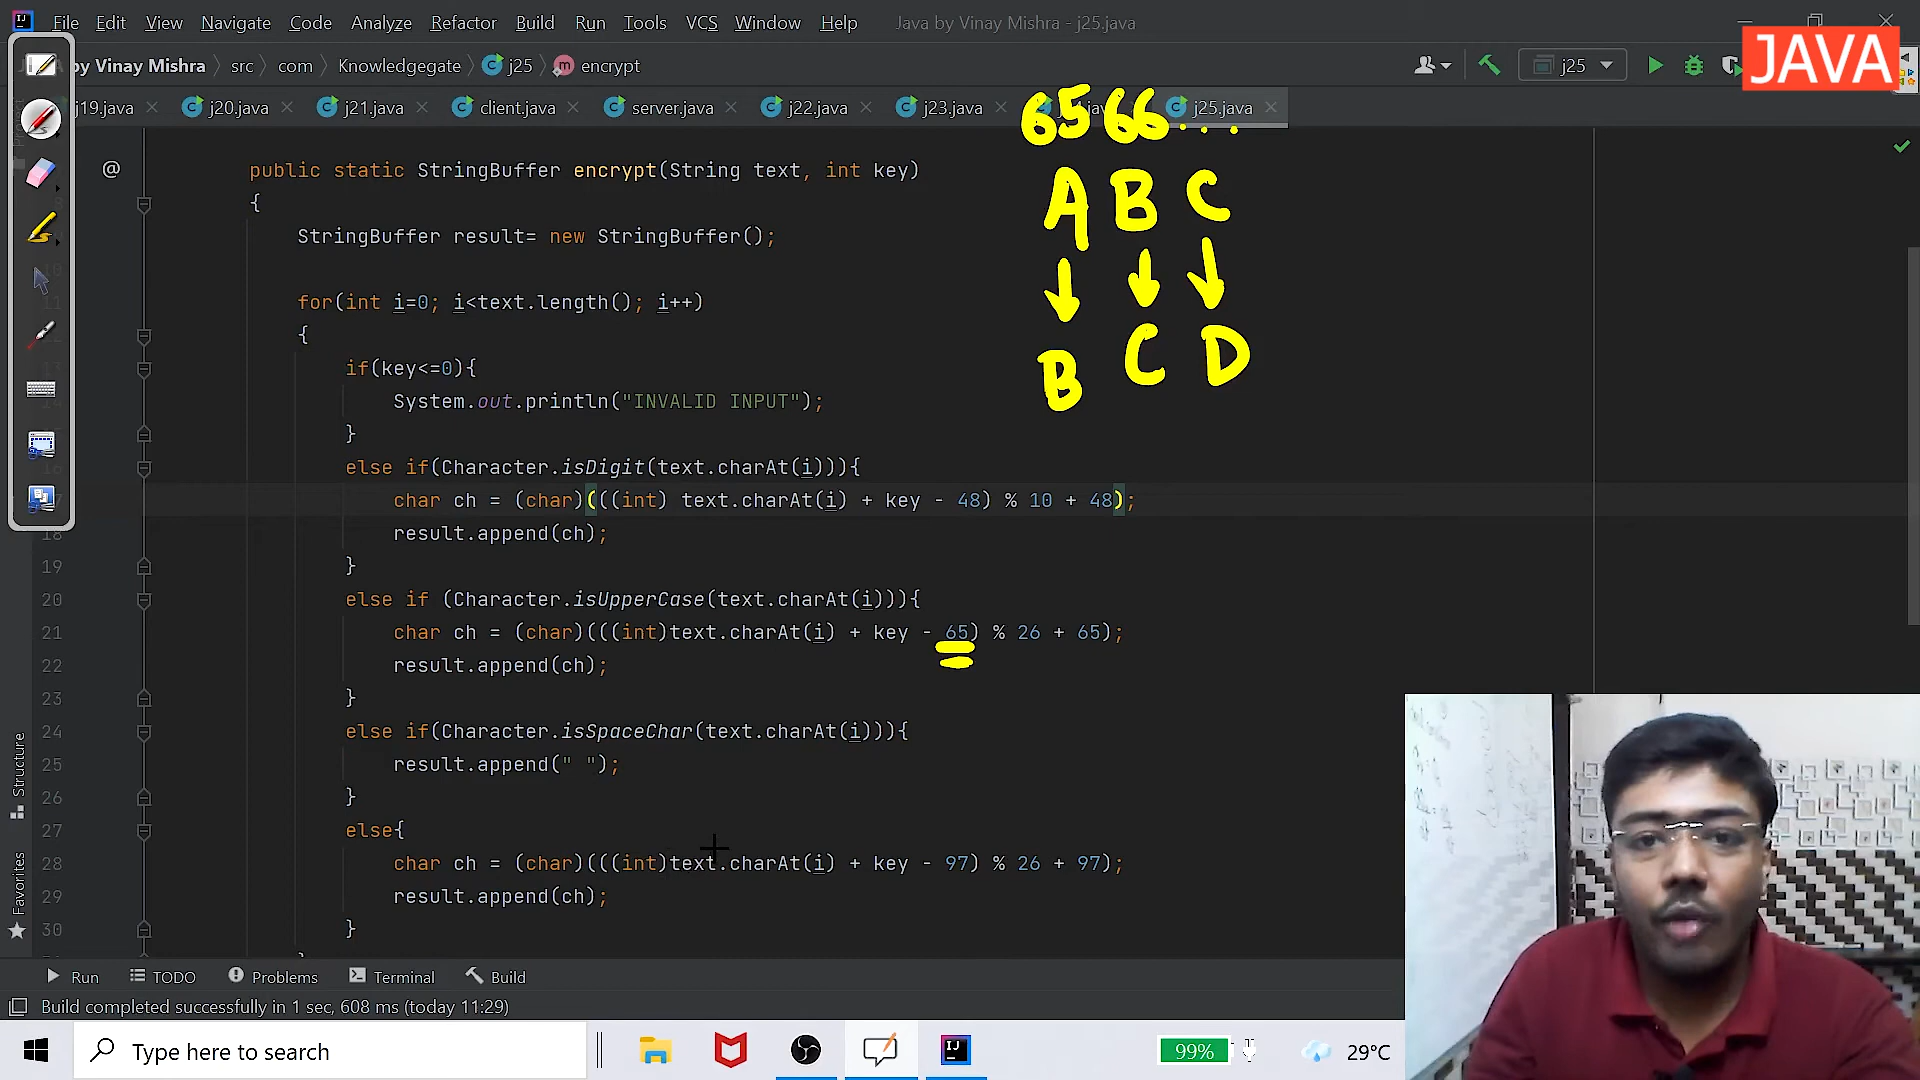 File Edit View Navigate Code Analyze Refactor Build Run Tools VCS Window Help Java by Vinay Mishra - j25.java
JAVA
by Vinay Mishra src com Knowledgegate j25 encrypt j25
j19.java j20.java j21.java client.java server.java j22.java j23.java j25.java
65 66 ...
A B C
B C D
@ public static StringBuffer encrypt(String text, int key)
{
StringBuffer result= new StringBuffer();
for(int i=0; i<text.length(); i++)
{
if(key<=0){
System.out.println("INVALID INPUT");
}
else if(Character.isDigit(text.charAt(i))){
char ch = (char)(((int) text.charAt(i) + key - 48) % 10 + 48);
18 result.append(ch);
19 }
20 else if (Character.isUpperCase(text.charAt(i))){
21 char ch = (char)(((int)text.charAt(i) + key - 65) % 26 + 65);
22 result.append(ch);
23 }
24 else if(Character.isSpaceChar(text.charAt(i))){
25 result.append(" ");
26 }
27 else{
28 char ch = (char)(((int)text.charAt(i) + key - 97) % 26 + 97);
29 result.append(ch);
30 }
Structure
Favorites
Run TODO Problems Terminal Build
Build completed successfully in 1 sec, 608 ms (today 11:29)
Type here to search 99% 29°C